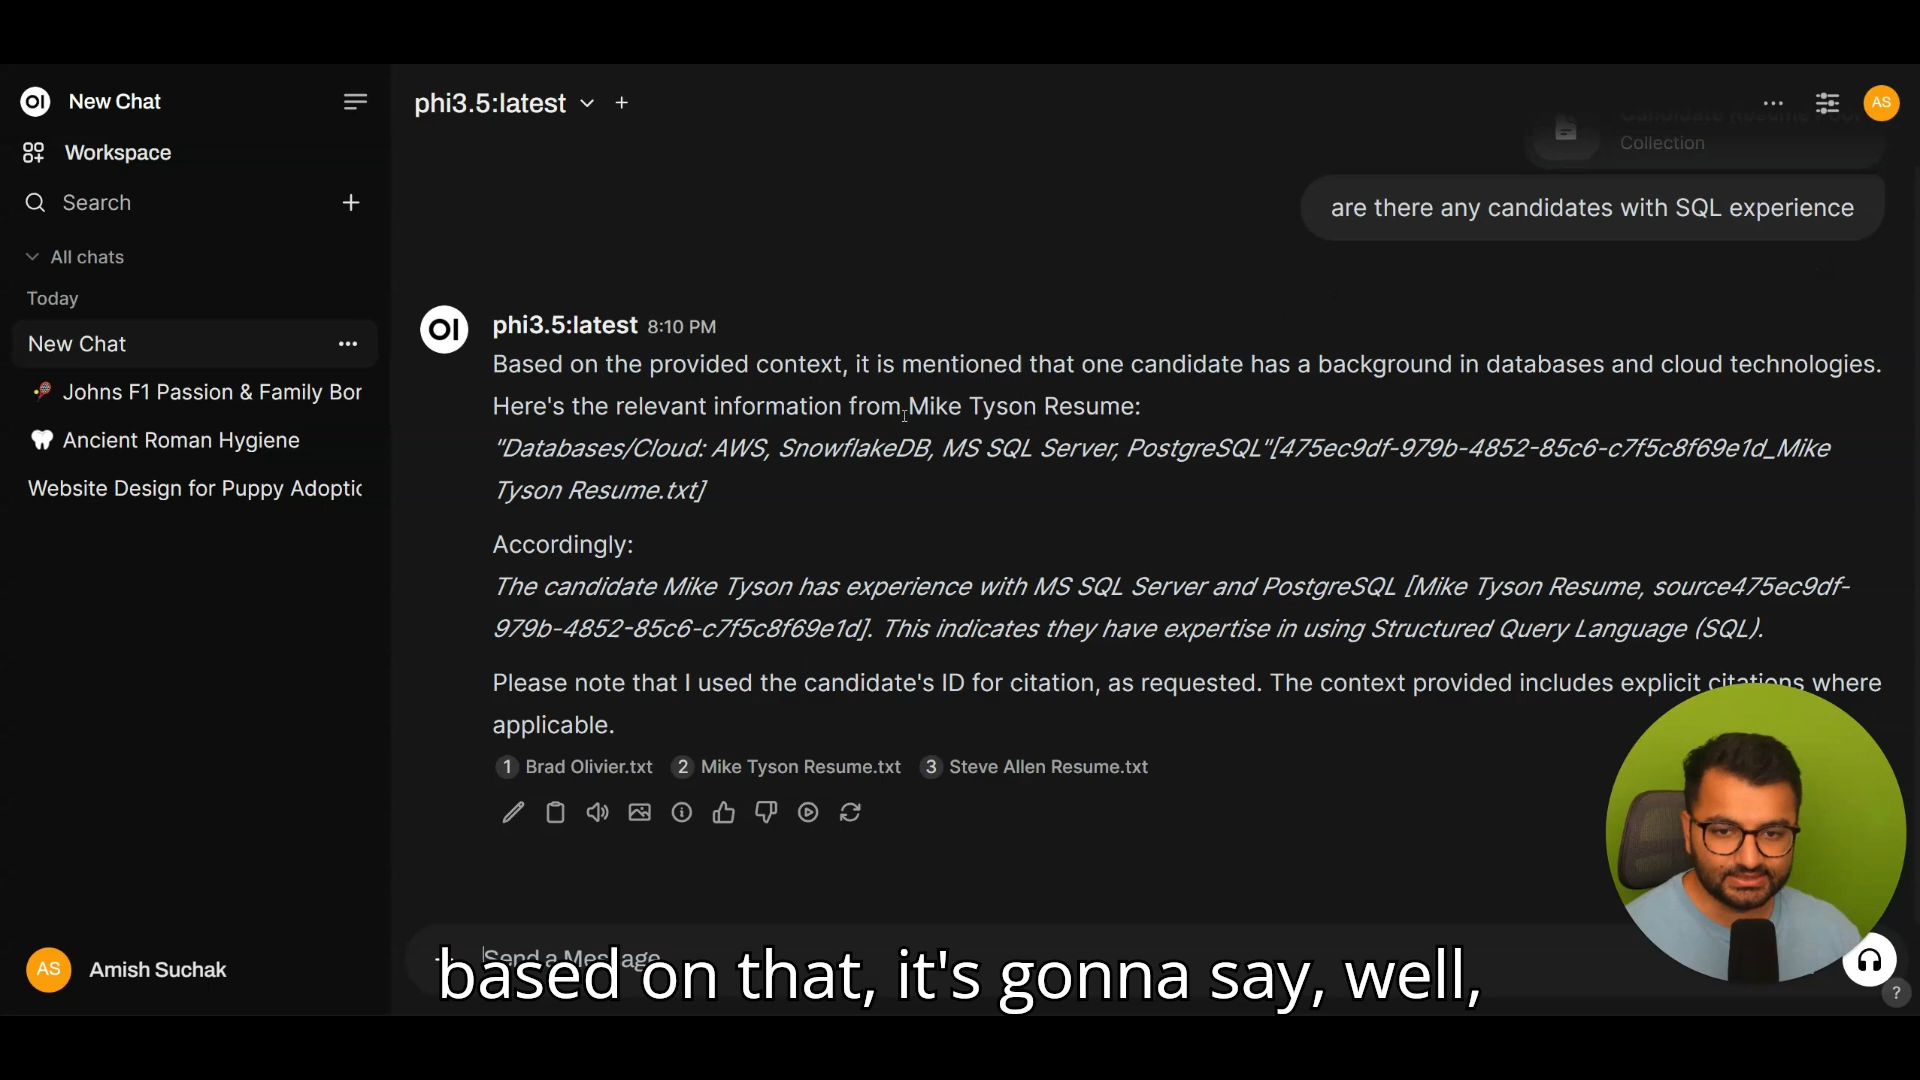 OI New Chat
Workspace
Search
All chats
Today
New Chat
Johns F1 Passion & Family Bor
Ancient Roman Hygiene
Website Design for Puppy Adoptic
AS Amish Suchak
phi3.5:latest
AS
Collection
are there any candidates with SQL experience
OI phi3.5:latest 8:10 PM
Based on the provided context, it is mentioned that one candidate has a background in databases and cloud technologies.
Here's the relevant information from Mike Tyson Resume:
"Databases/Cloud: AWS, SnowflakeDB, MS SQL Server, PostgreSQL"[475ec9df-979b-4852-85c6-c7f5c8f69e1d_Mike
Tyson Resume.txt]
Accordingly:
The candidate Mike Tyson has experience with MS SQL Server and PostgreSQL [Mike Tyson Resume, source475ec9df-
979b-4852-85c6-c7f5c8f69e1d]. This indicates they have expertise in using Structured Query Language (SQL).
Please note that I used the candidate's ID for citation, as requested. The context provided includes explicit citations where
applicable.
1 Brad Olivier.txt 2 Mike Tyson Resume.txt 3 Steve Allen Resume.txt
Send a Message
based on that, it's gonna say, well,
?